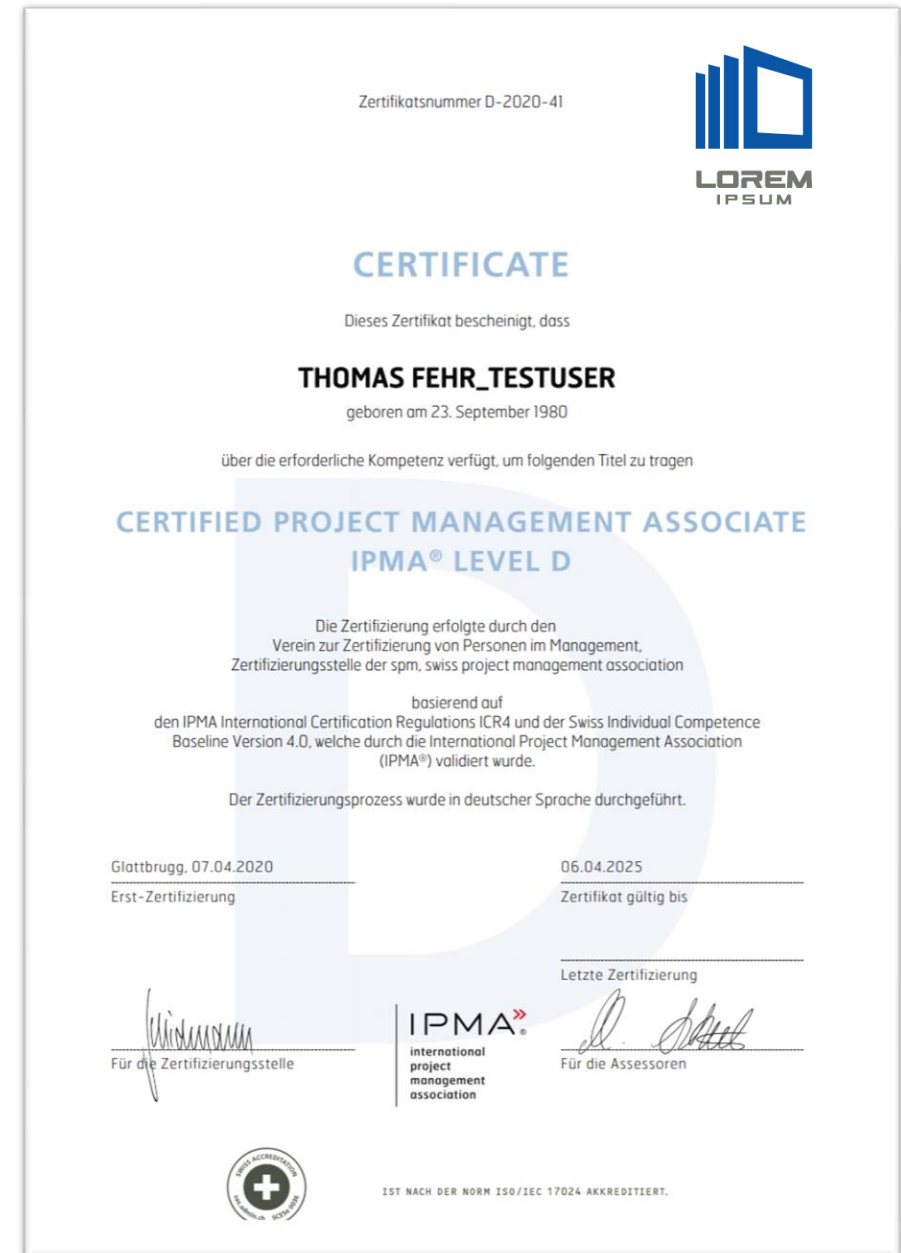 Zertifikatsnummer D-2020-41
LOREM
IPSUM
CERTIFICATE
Dieses Zertifikat bescheinigt, dass
THOMAS FEHR_TESTUSER
geboren am 23. September 1980
über die erforderliche Kompetenz verfügt, um folgenden Titel zu tragen
CERTIFIED PROJECT MANAGEMENT ASSOCIATE
IPMA® LEVEL D
Die Zertifizierung erfolgte durch den
Verein zur Zertifizierung von Personen im Management,
Zertifizierungsstelle der spm, swiss project management association
basierend auf
den IPMA International Certification Regulations ICR4 und der Swiss Individual Competence
Baseline Version 4.0, welche durch die International Project Management Association
(IPMA®) validiert wurde.
Der Zertifizierungsprozess wurde in deutscher Sprache durchgeführt.
Glattbrugg, 07.04.2020
Erst-Zertifizierung
06.04.2025
Zertifikat gültig bis
Letzte Zertifizierung
Für die Zertifizierungsstelle
IPMA®
international
project
management
association
Für die Assessoren
SWISS ACCREDITATION
IST NACH DER NORM ISO/IEC 17024 AKKREDITIERT.
D